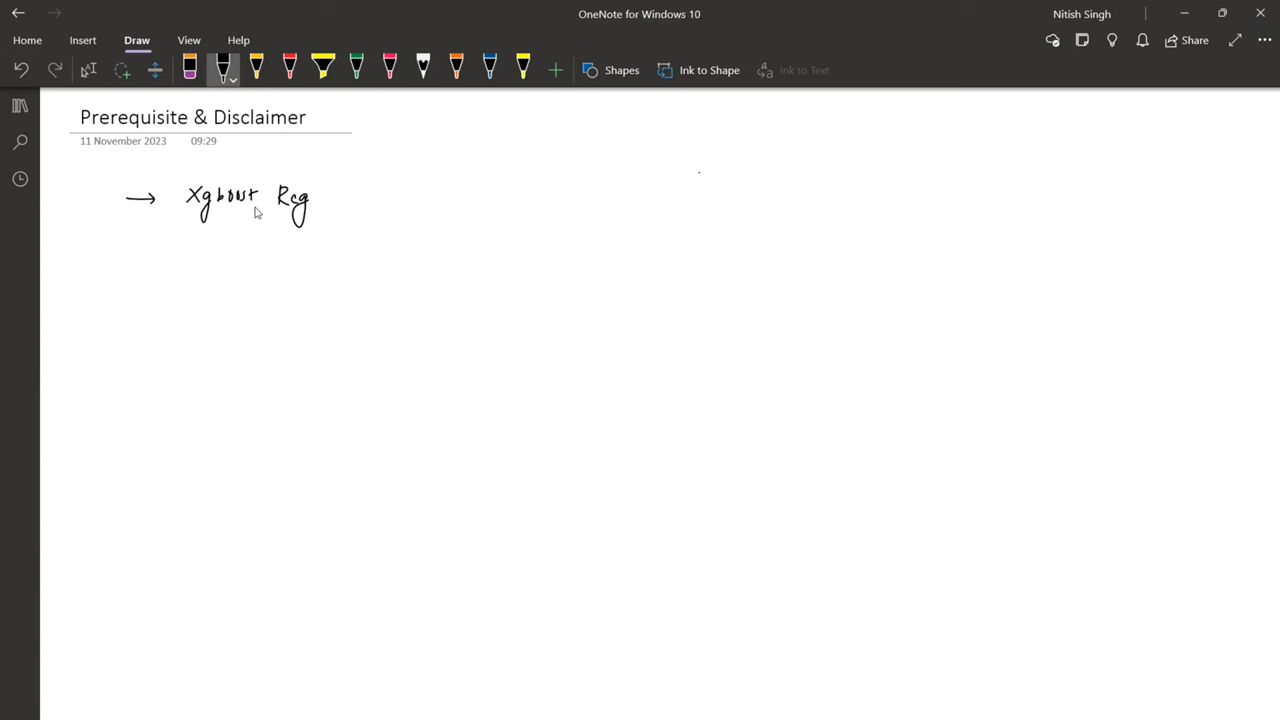 OneNote for Windows 10
Nitish Singh
Home Insert Draw View Help
Share
Shapes Ink to Shape Ink to Text
Prerequisite & Disclaimer
11 November 2023 09:29
→ Xgboost Reg